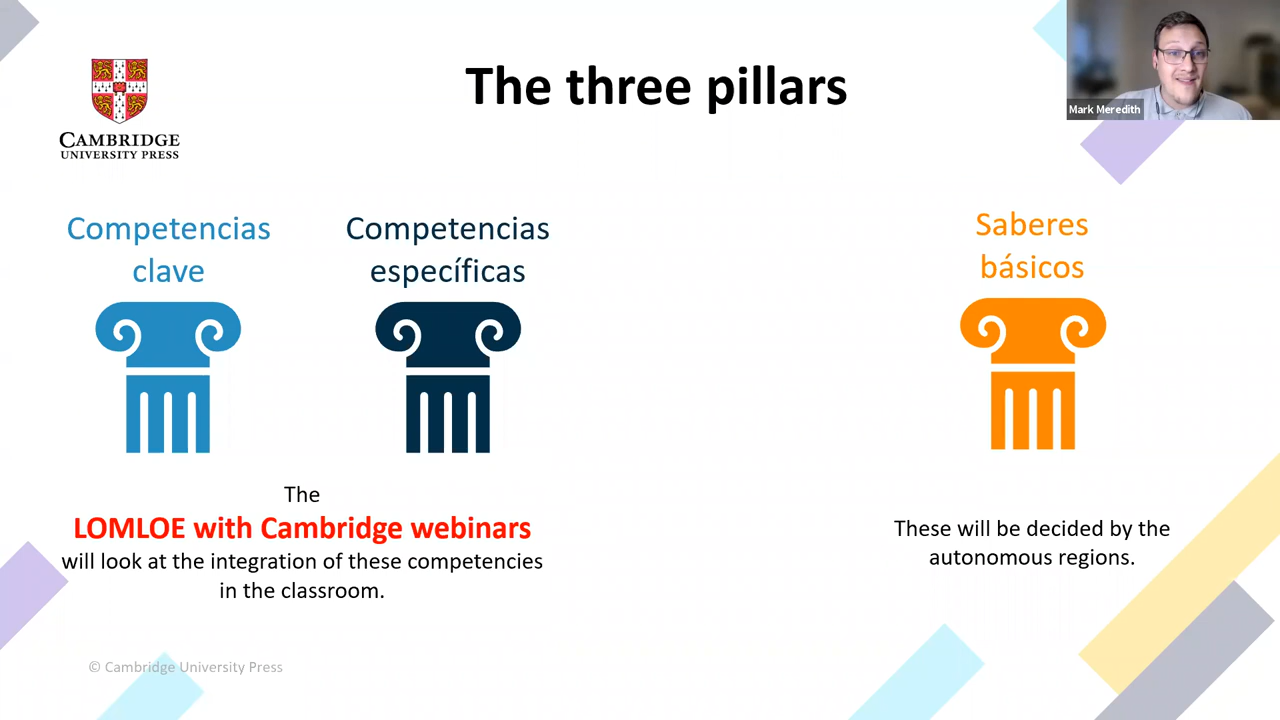 The three pillars
Mark Meredith
CAMBRIDGE
UNIVERSITY PRESS
Competencias
clave
Competencias
específicas
Saberes
básicos
The
LOMLOE with Cambridge webinars
will look at the integration of these competencies
in the classroom.
These will be decided by the
autonomous regions.
© Cambridge University Press